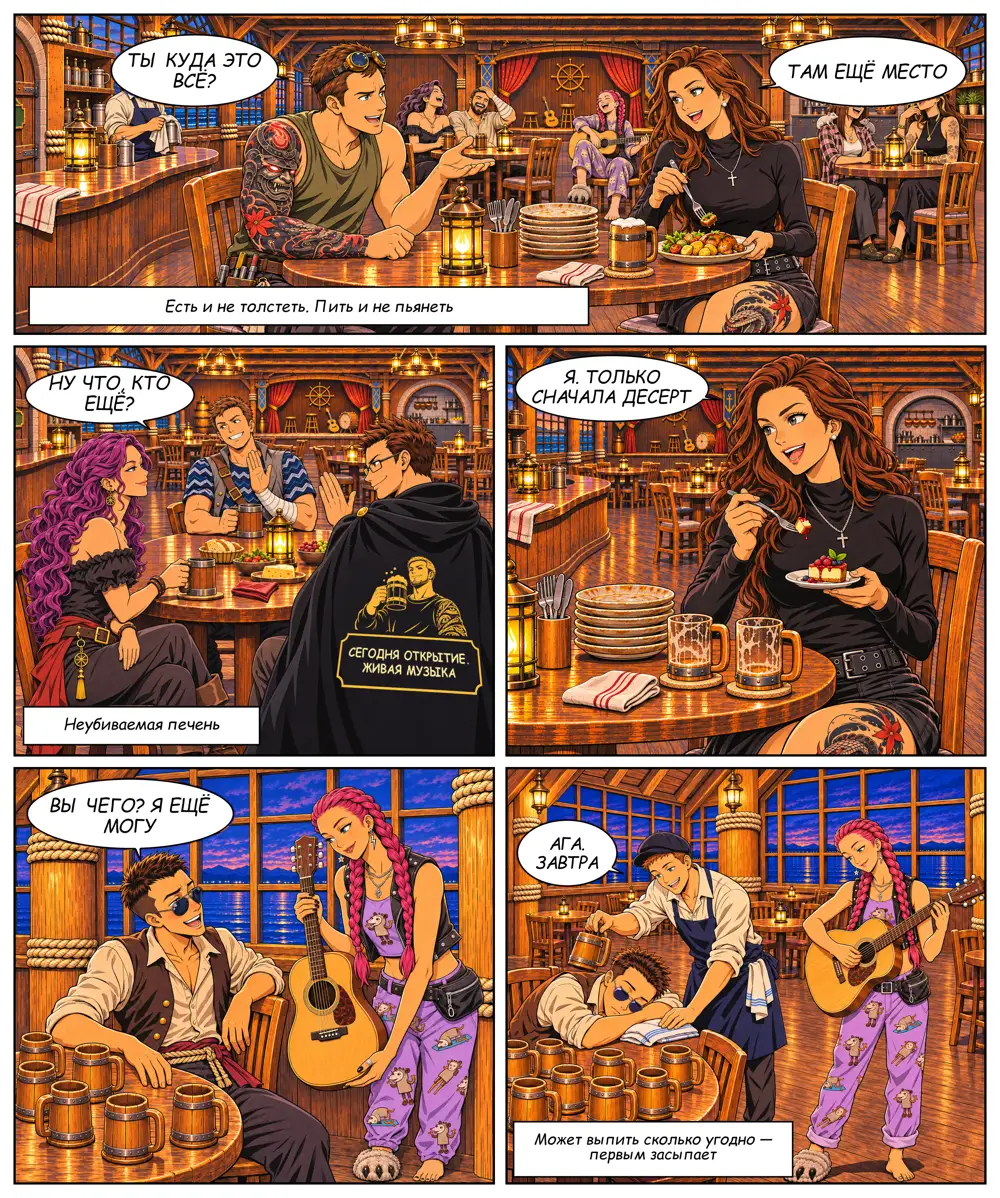 ТЫ КУДА ЭТО
ВСЁ?
ТАМ ЕЩЁ МЕСТО
Есть и не толстеть. Пить и не пьянеть
НУ ЧТО, КТО
ЕЩЁ?
СЕГОДНЯ ОТКРЫТИЕ.
ЖИВАЯ МУЗЫКА
Неубиваемая печень
Я. ТОЛЬКО
СНАЧАЛА ДЕСЕРТ
ВЫ ЧЕГО? Я ЕЩЁ
МОГУ
АГА.
ЗАВТРА
Может выпить сколько угодно —
первым засыпает